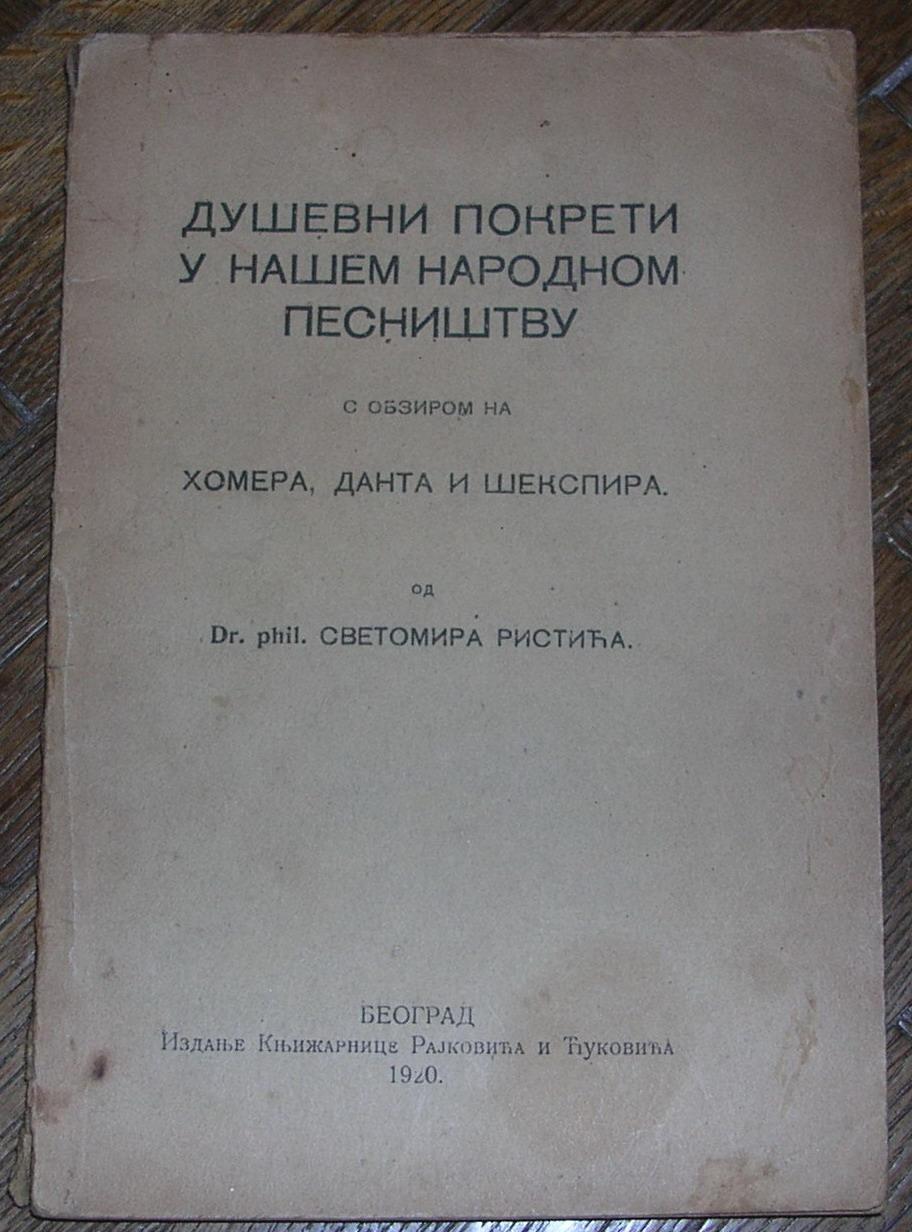 ДУШЕВНИ ПОКРЕТИ
У НАШЕМ НАРОДНОМ
ПЕСНИШТВУ
С ОБЗИРОМ НА
ХОМЕРА, ДАНТА И ШЕКСПИРА.
ОД
Dr. phil. СВЕТОМИРА РИСТИЋА.
БЕОГРАД
Издање Књижарнице Рајковића и Ћуковића
1920.